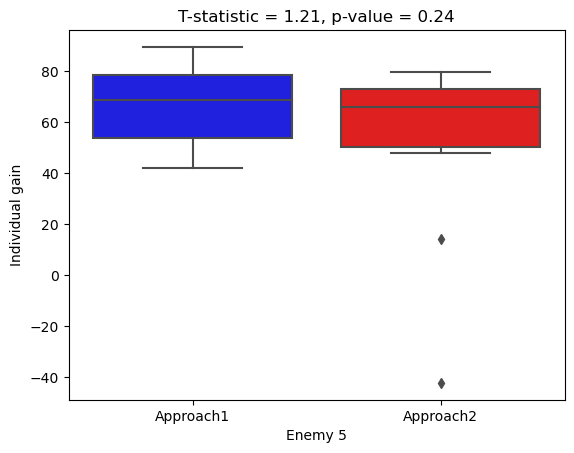 T-statistic = 1.21, p-value = 0.24
Individual gain
80
60
40
20
0
−20
−40
Approach1
Approach2
Enemy 5